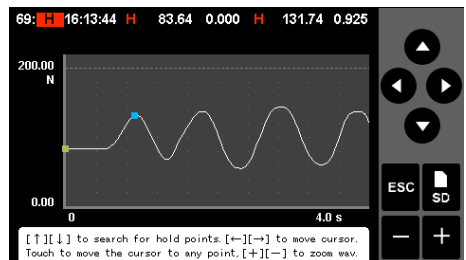 69: H 16:13:44 H 83.64 0.000 H 131.74 0.925
200.00
N
0.00
0 4.0 s
ESC
SD
− +
[↑][↓] to search for hold points. [←][→] to move cursor.
Touch to move the cursor to any point, [+][−] to zoom wav.